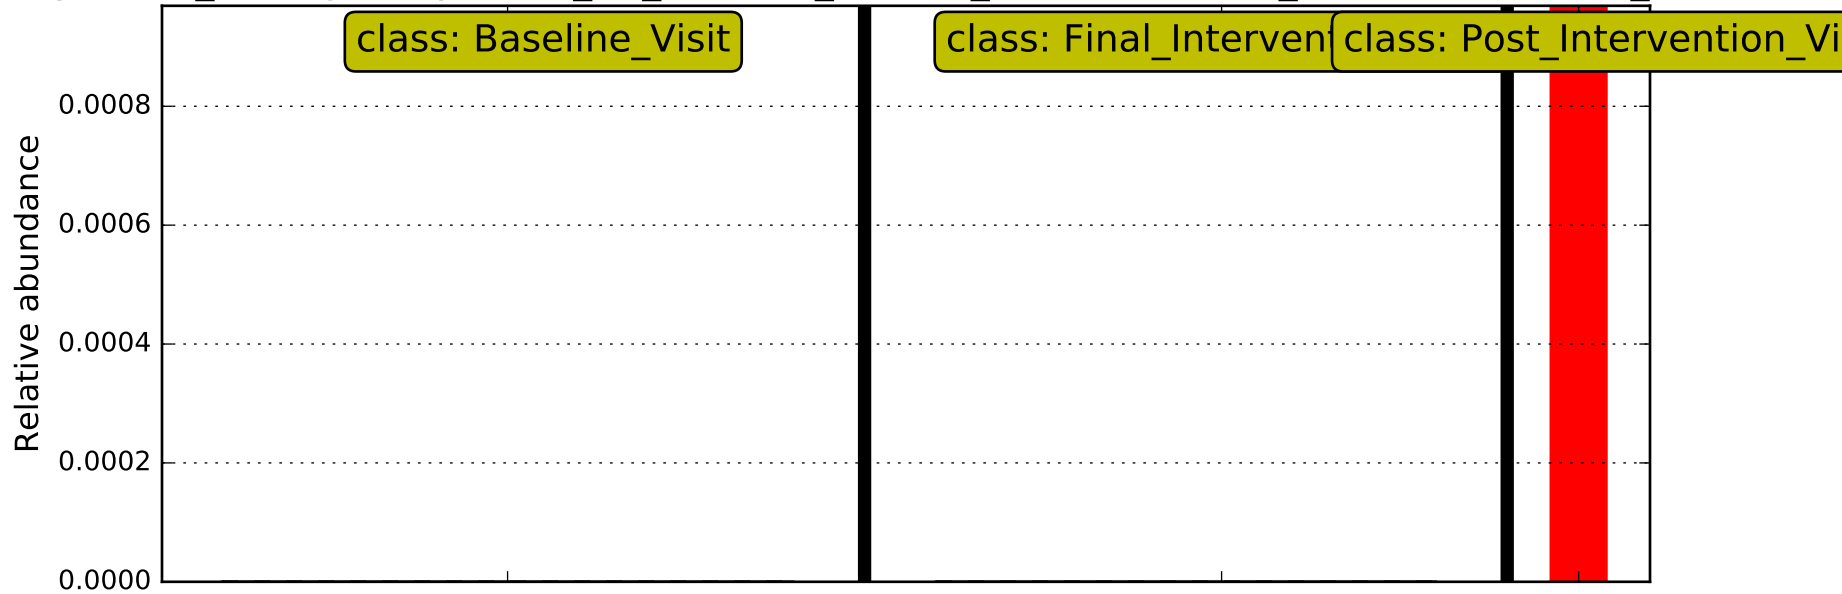 class: Baseline_Visit
class: Final_Intervent
class: Post_Intervention_Vi
0.0008
0.0006
0.0004
0.0002
0.0000
Relative abundance